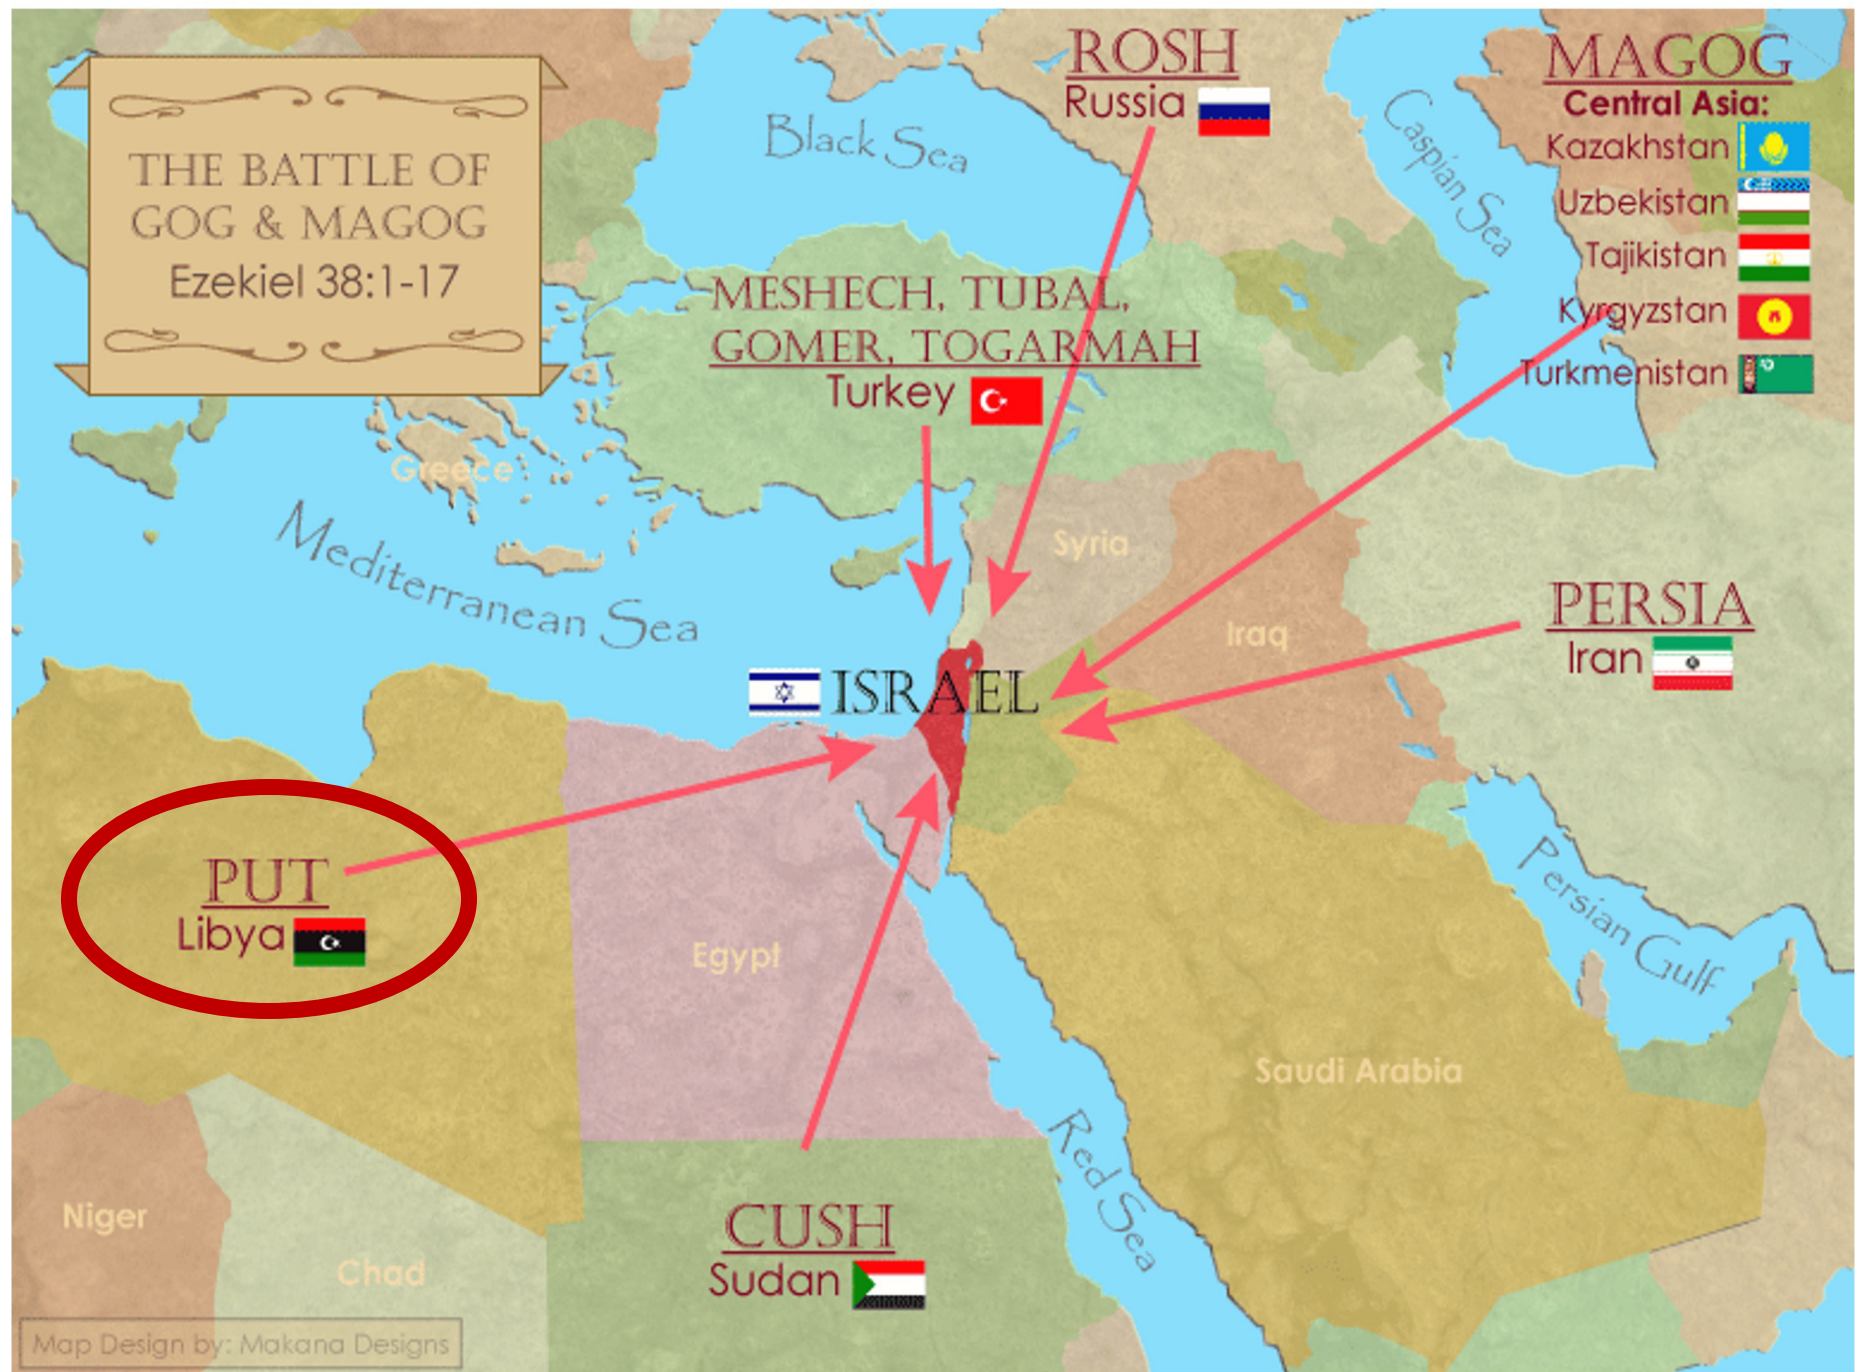 THE BATTLE OF
GOG & MAGOG
Ezekiel 38:1-17
ROSH
Russia
MAGOG
Central Asia:
Kazakhstan
Uzbekistan
Tajikistan
Kyrgyzstan
Turkmenistan
Black Sea
Caspian Sea
MESHECH, TUBAL,
GOMER, TOGARMAH
Turkey
Greece
Mediterranean Sea
Syria
Iraq
PERSIA
Iran
ISRAEL
PUT
Libya
Egypt
Persian Gulf
Saudi Arabia
Red Sea
Niger
Chad
CUSH
Sudan
Map Design by: Makana Designs